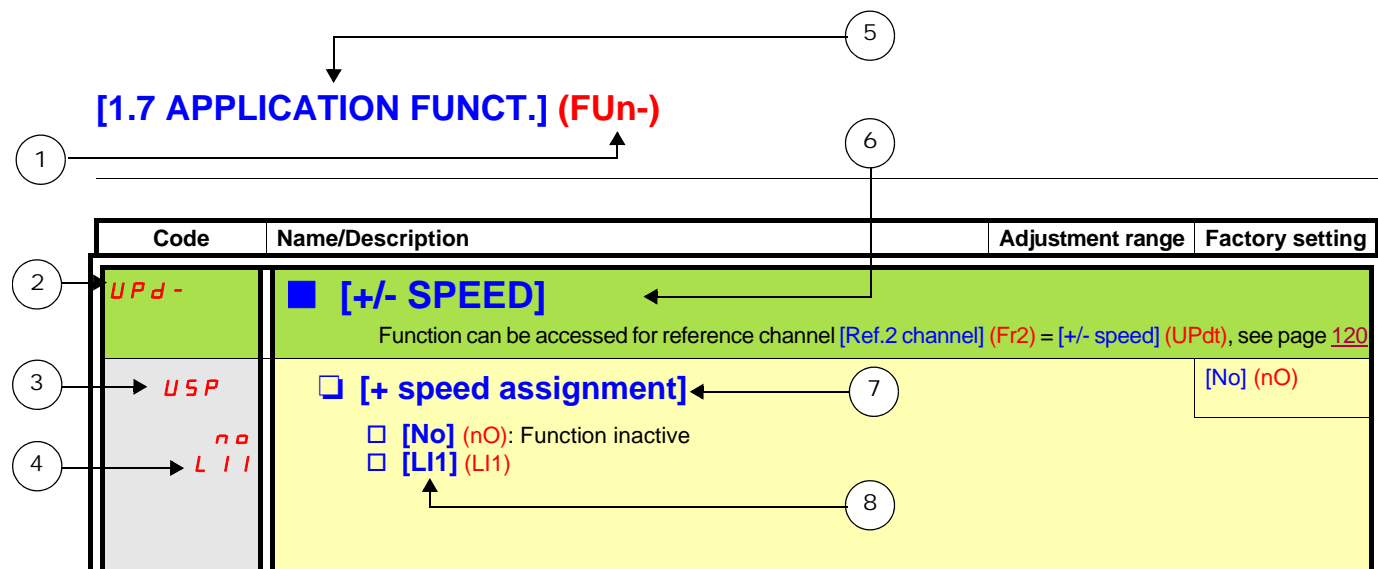 5
[1.7 APPLICATION FUNCT.] (FUn-)
1
6
Code Name/Description Adjustment range Factory setting
2
UPd- ■ [+/- SPEED]
Function can be accessed for reference channel [Ref.2 channel] (Fr2) = [+/- speed] (UPdt), see page 120
3
USP ❑ [+ speed assignment] 7 [No] (nO)
no □ [No] (nO): Function inactive
4
LI1 □ [LI1] (LI1)
8